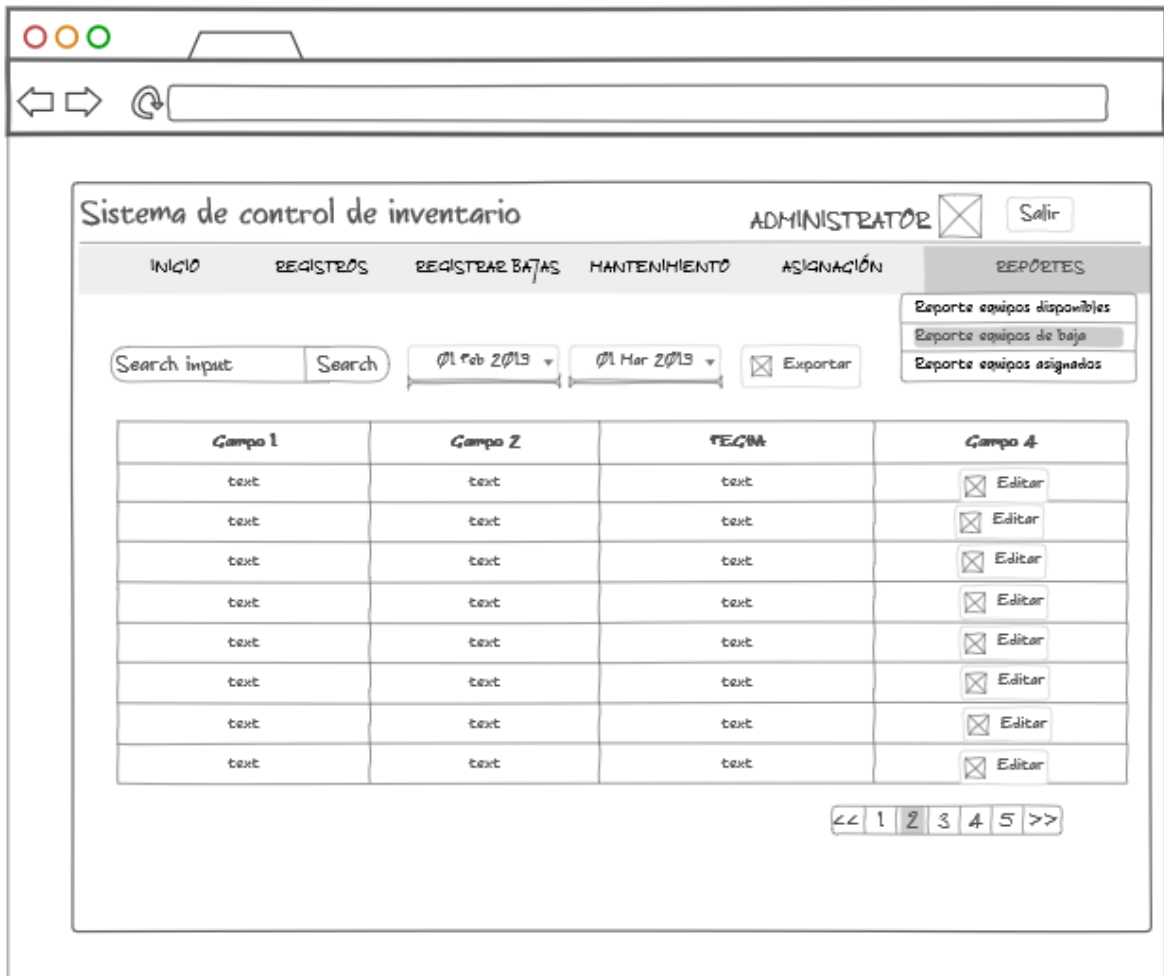 Sistema de control de inventario
ADMINISTRATOR
Salir
INICIO REGISTROS REGISTRAR BAJAS MANTENIMIENTO ASIGNACIÓN REPORTES
Reporte equipos disponibles
Reporte equipos de baja
Reporte equipos asignados
Search input Search 01 Feb 2013 01 Mar 2013 Exportar
Campo 1 Campo 2 FECHA Campo 4
text text text Editar
text text text Editar
text text text Editar
text text text Editar
text text text Editar
text text text Editar
text text text Editar
text text text Editar
<< 1 2 3 4 5 >>